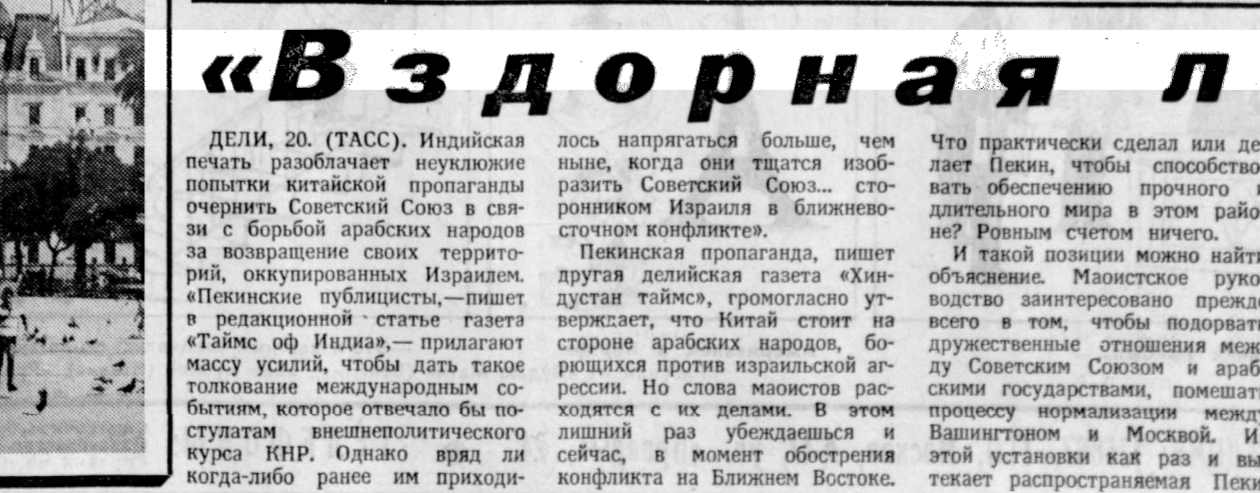 «Вздорная л
ДЕЛИ, 20. (ТАСС). Индийская
печать разоблачает неуклюжие
попытки китайской пропаганды
очернить Советский Союз в свя-
зи с борьбой арабских народов
за возвращение своих террито-
рий, оккупированных Израилем.
«Пекинские публицисты,—пишет
в редакционной статье газета
«Таймс оф Индиа»,— прилагают
массу усилий, чтобы дать такое
толкование международным со-
бытиям, которое отвечало бы по-
стулатам внешнеполитического
курса КНР. Однако вряд ли
когда-либо ранее им приходи-
лось напрягаться больше, чем
ныне, когда они тщатся изоб-
разить Советский Союз... сто-
ронником Израиля в ближнево-
сточном конфликте».
Пекинская пропаганда, пишет
другая делийская газета «Хин-
дустан таймс», громогласно ут-
верждает, что Китай стоит на
стороне арабских народов, бо-
рющихся против израильской аг-
рессии. Но слова маоистов рас-
ходятся с их делами. В этом
лишний раз убеждаешься и
сейчас, в момент обострения
конфликта на Ближнем Востоке.
Что практически сделал или де
лает Пекин, чтобы способство
вать обеспечению прочного
длительного мира в этом райо
не? Ровным счетом ничего.
И такой позиции можно найти
объяснение. Маоистское руко
водство заинтересовано прежд
всего в том, чтобы подорват
дружественные отношения меж
ду Советским Союзом и араб
скими государствами, помешат
процессу нормализации межд
Вашингтоном и Москвой. И
этой установки как раз и вы
текает распространяемая Пеки